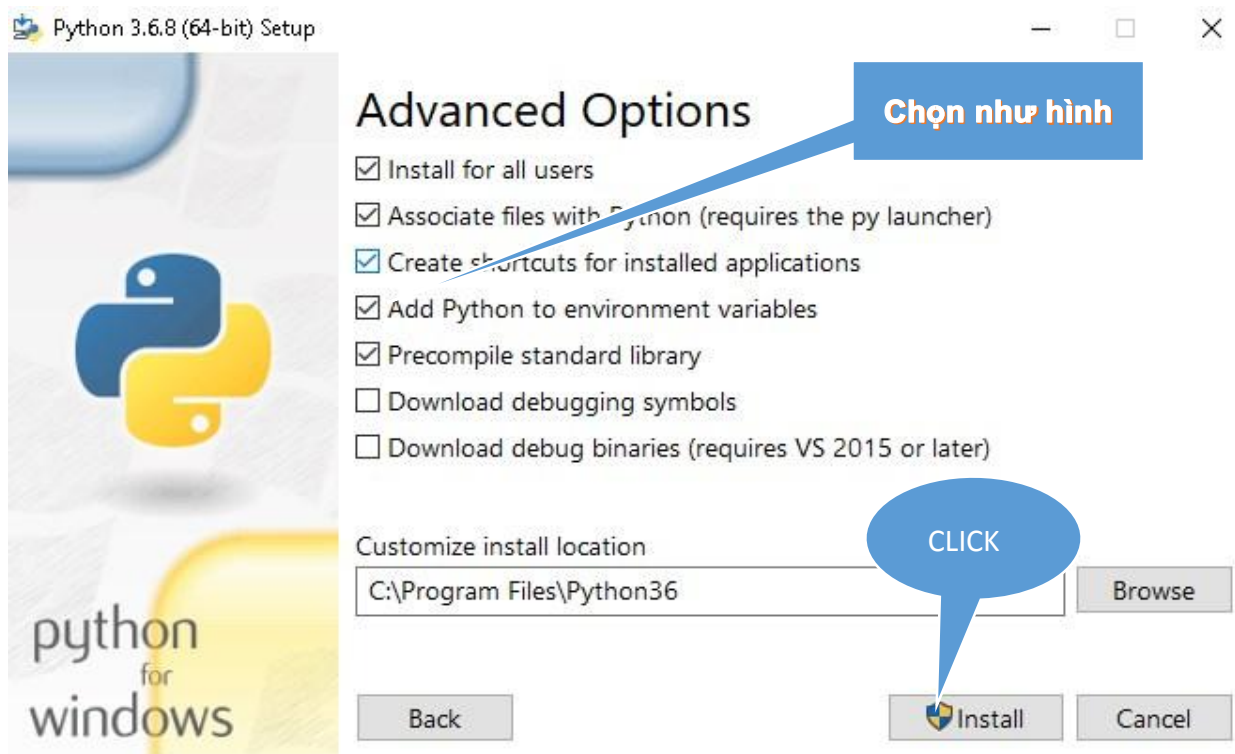 Python 3.6.8 (64-bit) Setup
Advanced Options
Chọn như hình
Install for all users
Associate files with Python (requires the py launcher)
Create shortcuts for installed applications
Add Python to environment variables
Precompile standard library
Download debugging symbols
Download debug binaries (requires VS 2015 or later)
Customize install location
CLICK
C:\Program Files\Python36
Browse
python
for
windows
Back
Install
Cancel